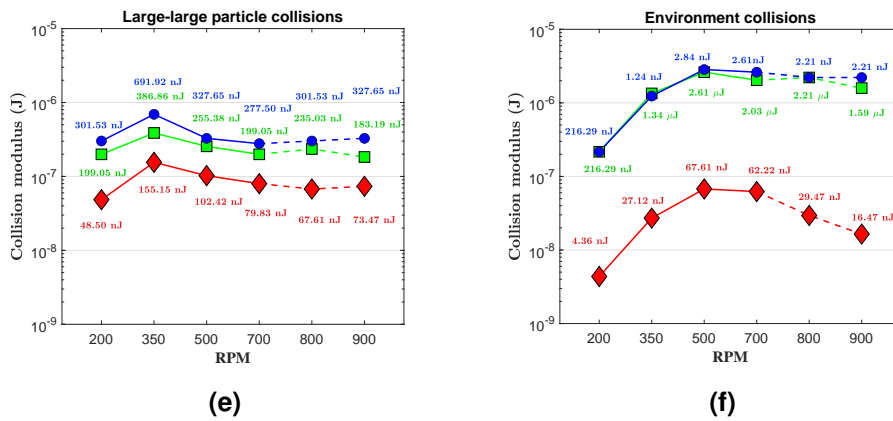 Large-large particle collisions
10^-5
10^-6
10^-7
10^-8
10^-9
Collision modulus (J)
691.92 nJ
386.86 nJ
327.65 nJ
327.65 nJ
301.53 nJ
277.50 nJ
301.53 nJ
255.38 nJ
199.05 nJ
235.03 nJ
183.19 nJ
199.05 nJ
155.15 nJ
102.42 nJ
79.83 nJ
67.61 nJ
73.47 nJ
48.50 nJ
200 350 500 700 800 900
RPM
(e)
Environment collisions
10^-5
10^-6
10^-7
10^-8
10^-9
Collision modulus (J)
2.84 nJ
2.61nJ
2.21 nJ
2.21 nJ
1.24 nJ
1.34 μJ
2.61 μJ
2.03 μJ
2.21 μJ
1.59 μJ
216.29 nJ
216.29 nJ
67.61 nJ
62.22 nJ
27.12 nJ
29.47 nJ
16.47 nJ
4.36 nJ
200 350 500 700 800 900
RPM
(f)